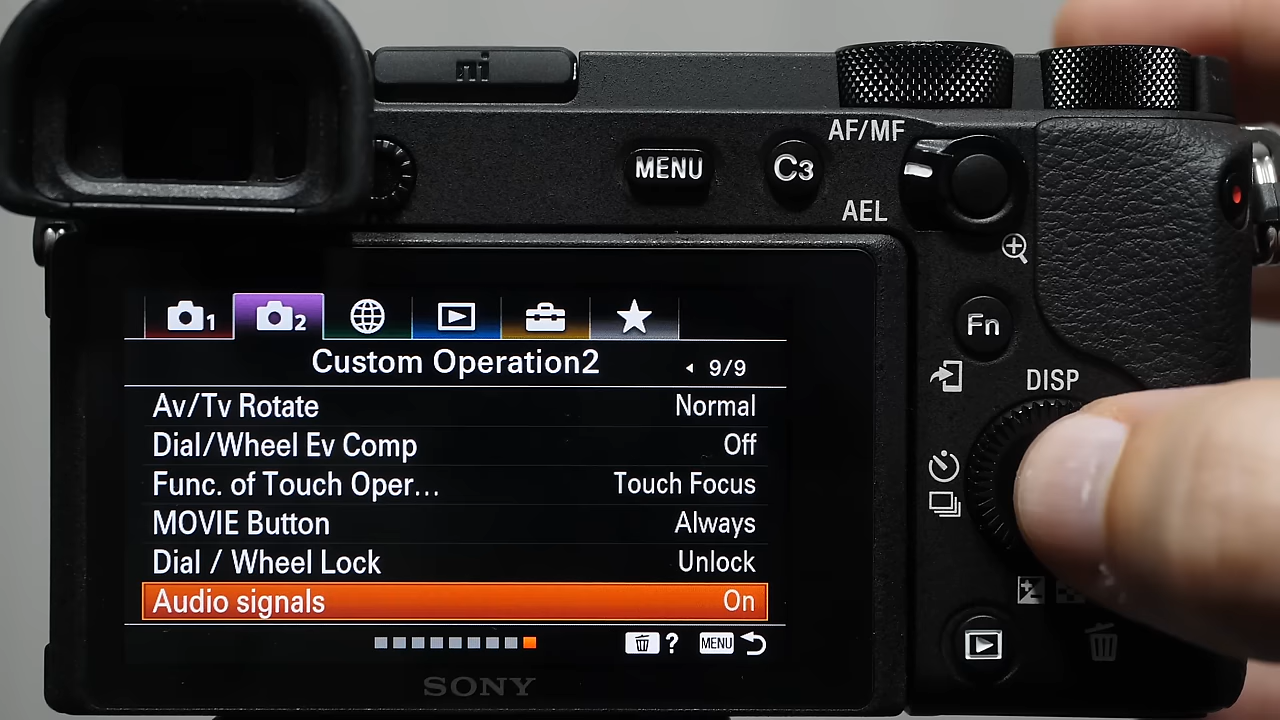 MENU
C3
AF/MF
AEL
Fn
DISP
1
2
Custom Operation2
9/9
Av/Tv Rotate Normal
Dial/Wheel Ev Comp Off
Func. of Touch Oper... Touch Focus
MOVIE Button Always
Dial / Wheel Lock Unlock
Audio signals On
? MENU
SONY